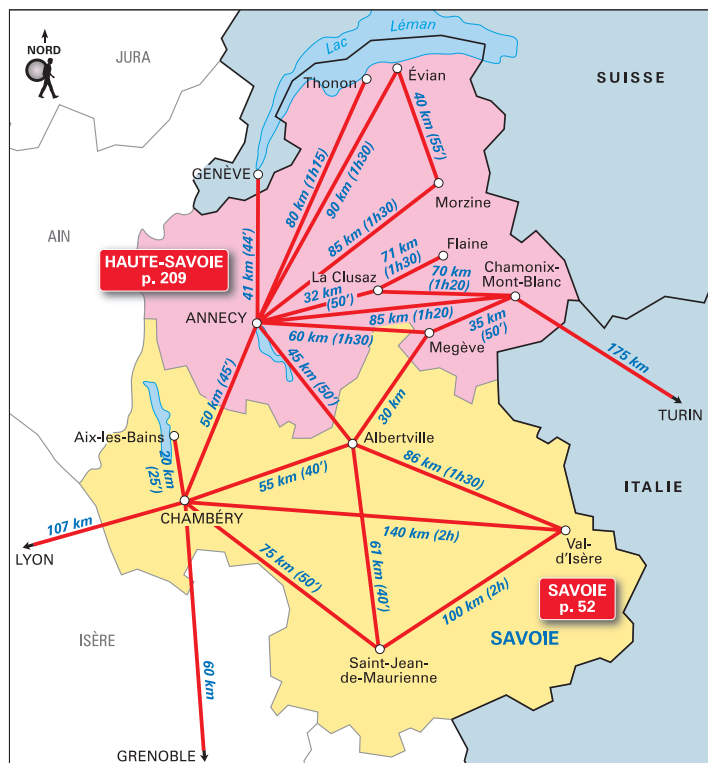 NORD
JURA
Lac
Léman
SUISSE
Thonon
Évian
40 km (55’)
GENÈVE
80 km (1h15)
90 km (1h30)
Morzine
AIN
85 km (1h30)
Flaine
HAUTE-SAVOIE
p. 209
41 km (44’)
La Clusaz
71 km
(1h30)
70 km
(1h20)
Chamonix-
Mont-Blanc
32 km
(50’)
ANNECY
85 km (1h20)
35 km
(50’)
60 km (1h30)
Megève
175 km
TURIN
50 km (45’)
45 km (50’)
30 km
Aix-les-Bains
20 km
(25’)
Albertville
55 km (40’)
86 km (1h30)
ITALIE
CHAMBÉRY
107 km
LYON
140 km (2h)
Val-
d’Isère
75 km (50’)
61 km (40’)
100 km (2h)
SAVOIE
p. 52
SAVOIE
ISÈRE
Saint-Jean-
de-Maurienne
60 km
GRENOBLE